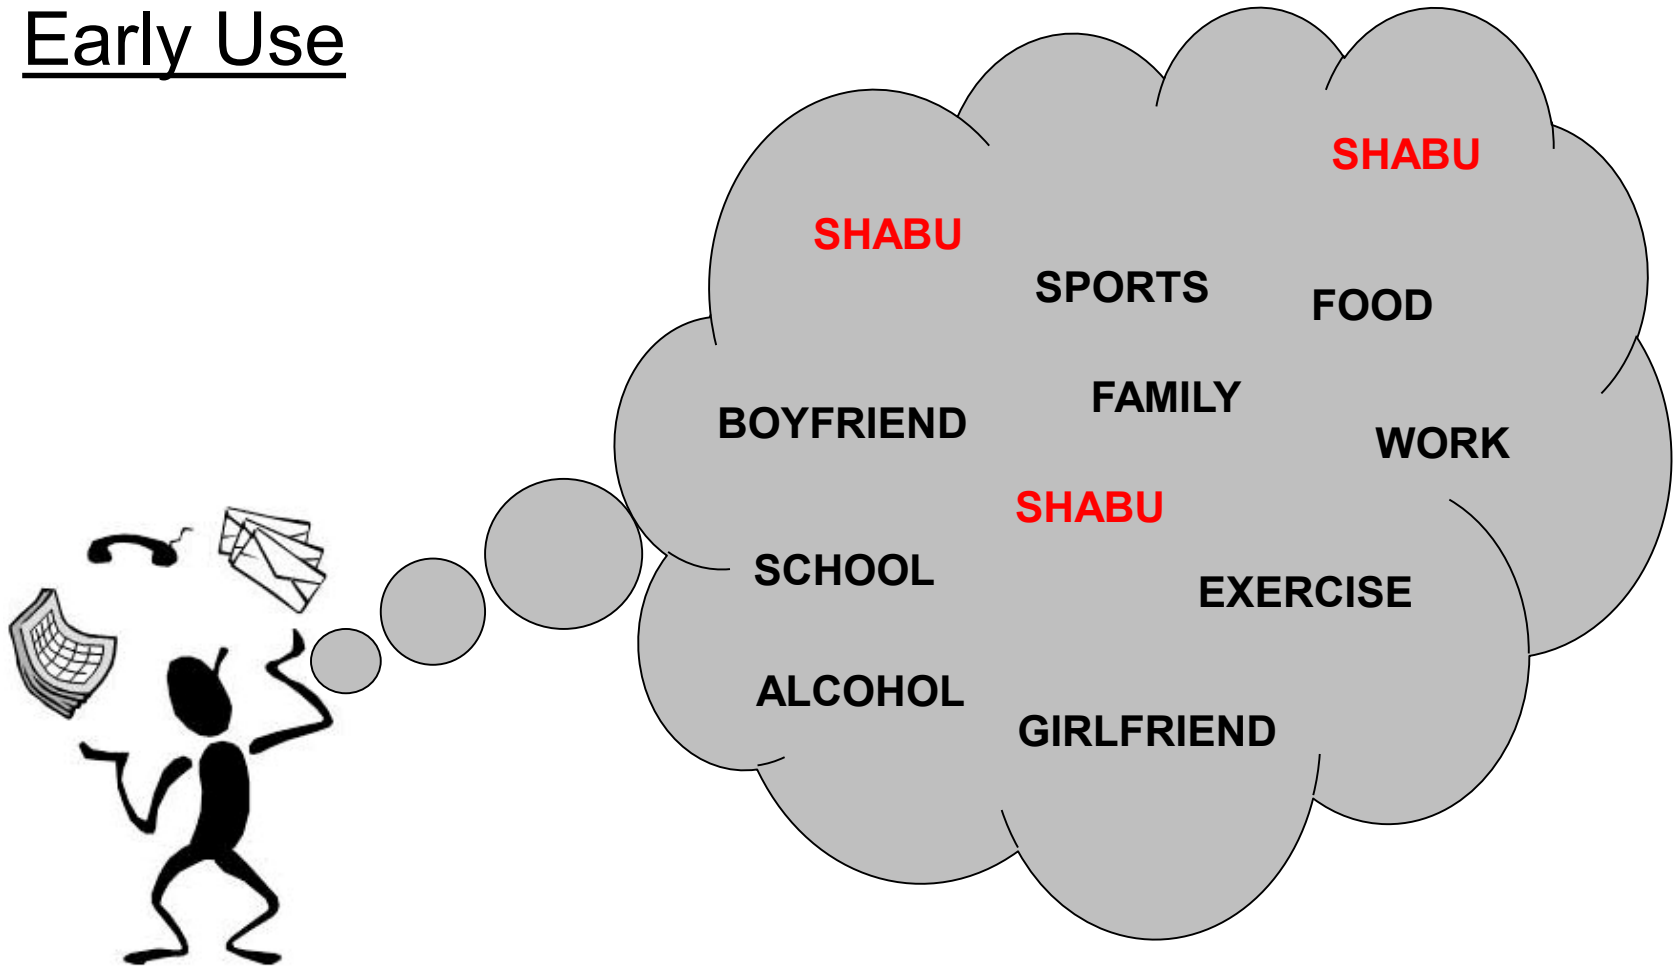 Early Use
SHABU
SHABU
SPORTS
FOOD
FAMILY
BOYFRIEND
WORK
SHABU
SCHOOL
EXERCISE
ALCOHOL
GIRLFRIEND